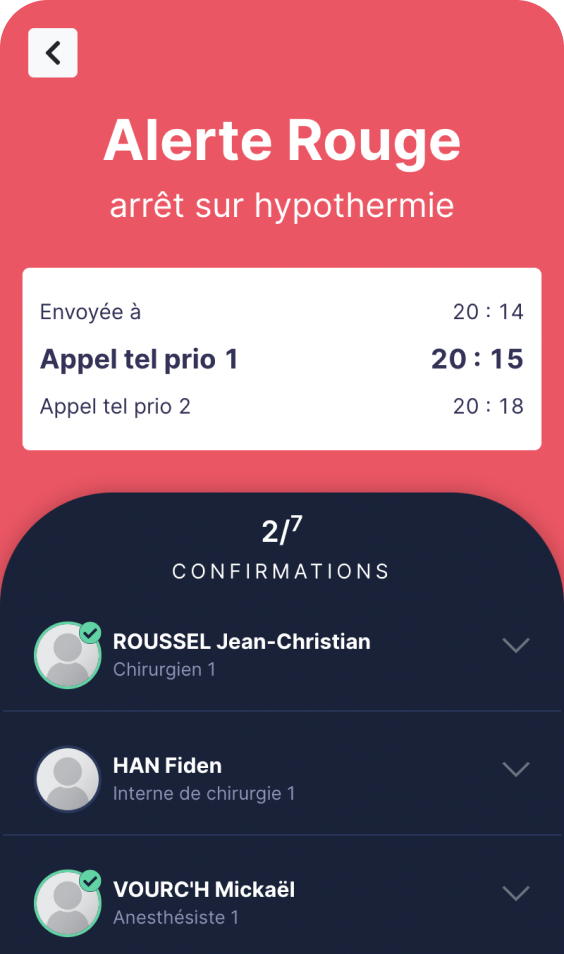 Alerte Rouge
arrêt sur hypothermie
Envoyée à 20 : 14
Appel tel prio 1 20 : 15
Appel tel prio 2 20 : 18
2/7
CONFIRMATIONS
ROUSSEL Jean-Christian
Chirurgien 1
HAN Fiden
Interne de chirurgie 1
VOURC'H Mickaël
Anesthésiste 1